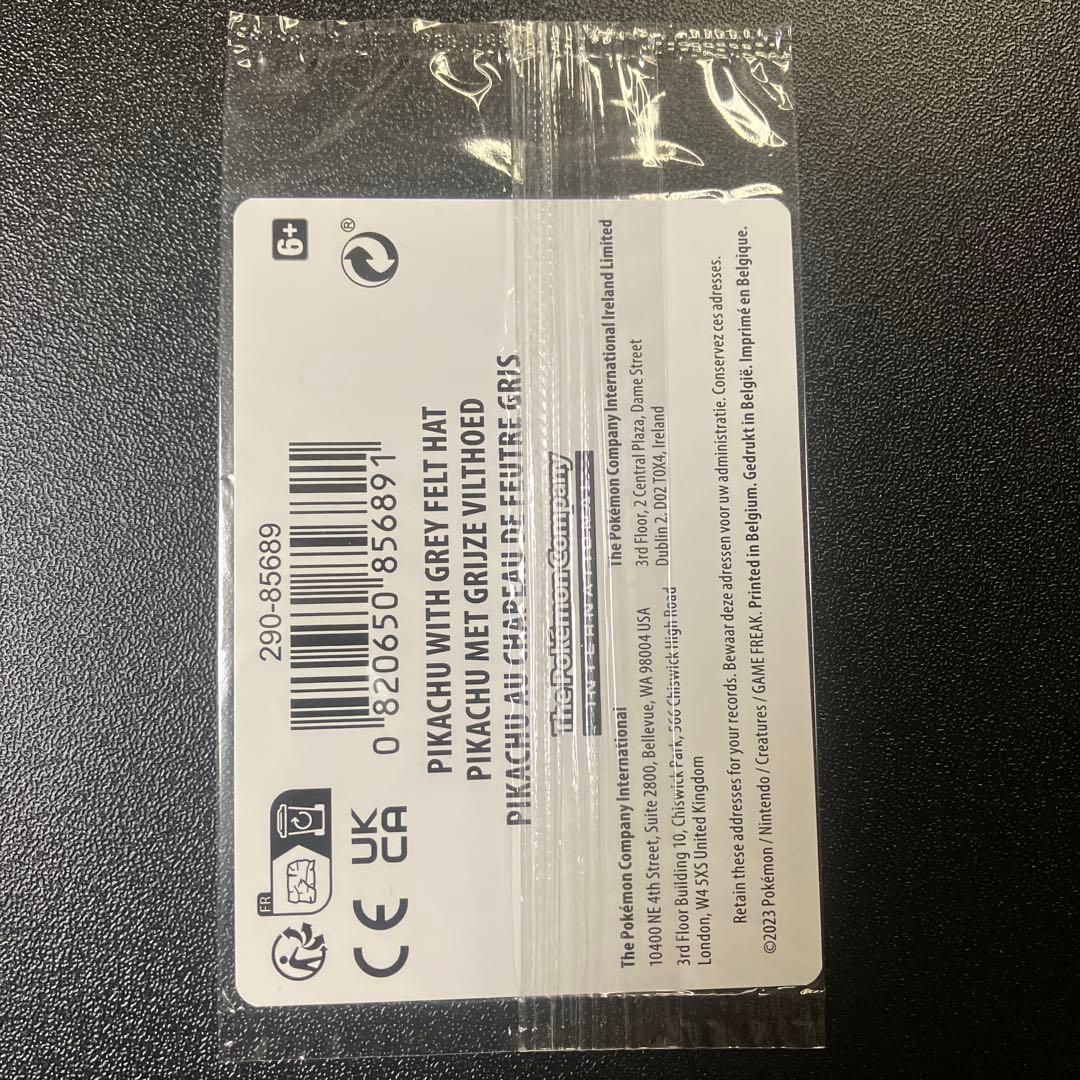 6+
®
290-85689
0 820650 856891
FR
CE
UK
CA
PIKACHU WITH GREY FELT HAT
PIKACHU MET GRIJZE VILTHOED
PIKACHU AU CHAPEAU DE FEUTRE GRIS
The Pokémon Company
INTERNATIONAL
The Pokémon Company International
10400 NE 4th Street, Suite 2800, Bellevue, WA 98004 USA
3rd Floor Building 10, Chiswick Park, 566 Chiswick High Road
London, W4 5XS United Kingdom
The Pokémon Company International Ireland Limited
3rd Floor, 2 Central Plaza, Dame Street
Dublin 2, D02 T0X4, Ireland
Retain these addresses for your records. Bewaar deze adressen voor uw administratie. Conservez ces adresses.
©2023 Pokémon / Nintendo / Creatures / GAME FREAK. Printed in Belgium. Gedrukt in België. Imprimé en Belgique.